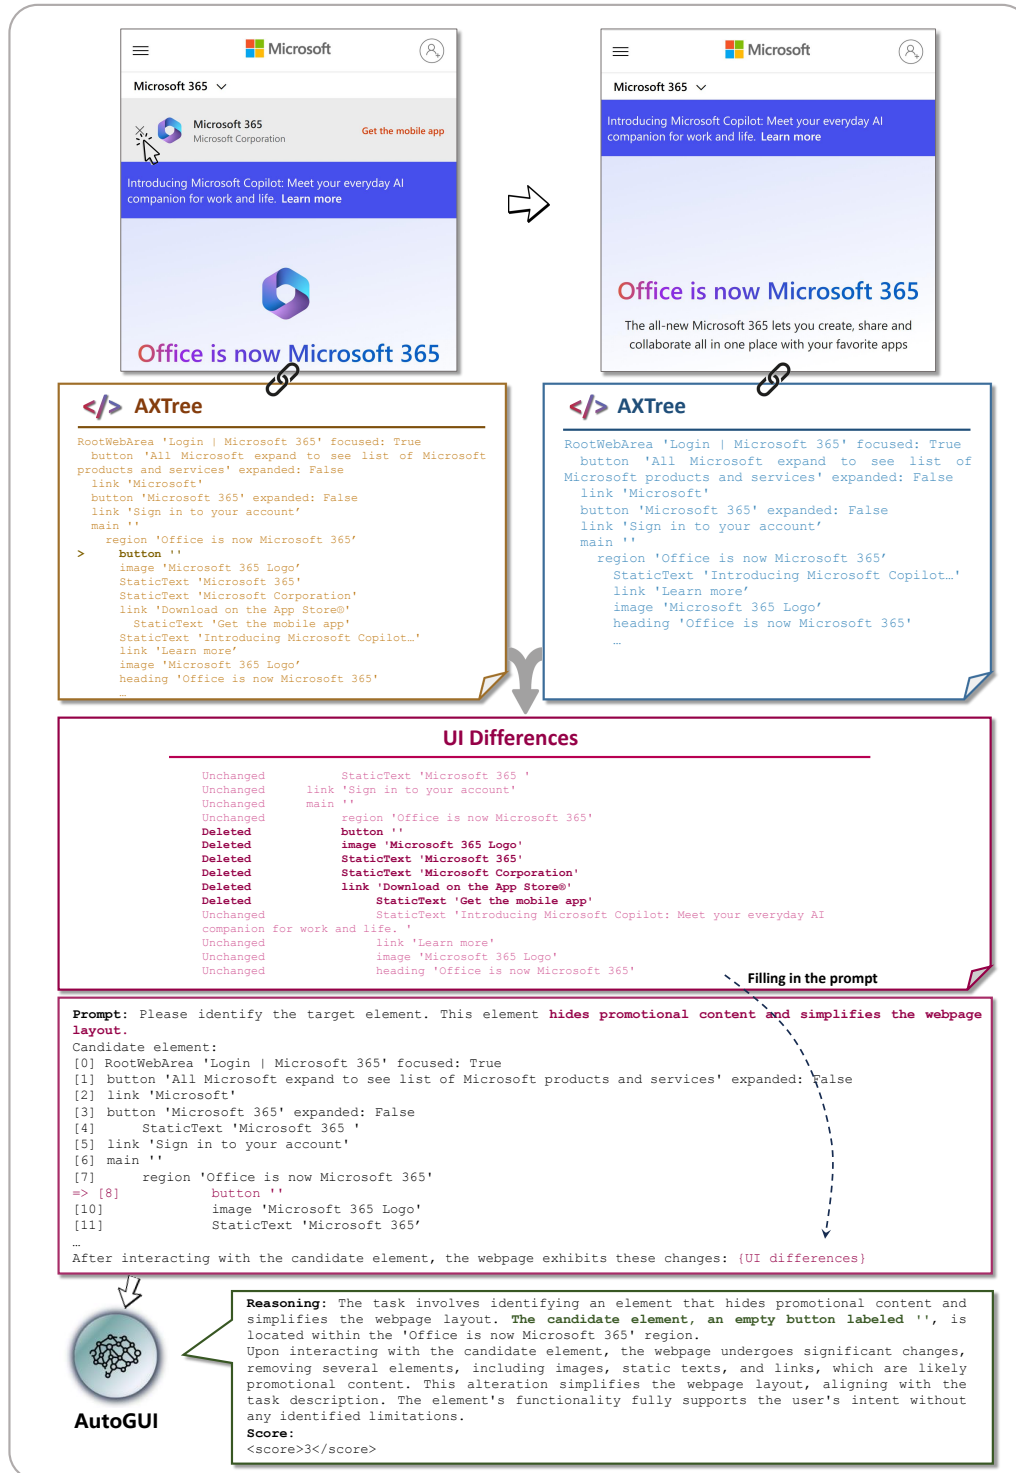 Microsoft
Microsoft 365
Microsoft 365
Microsoft Corporation
Get the mobile app
Introducing Microsoft Copilot: Meet your everyday AI
companion for work and life. Learn more
Office is now Microsoft 365
Microsoft
Microsoft 365
Introducing Microsoft Copilot: Meet your everyday AI
companion for work and life. Learn more
Office is now Microsoft 365
The all-new Microsoft 365 lets you create, share and
collaborate all in one place with your favorite apps
</> AXTree
RootWebArea 'Login | Microsoft 365' focused: True
button 'All Microsoft expand to see list of Microsoft
products and services' expanded: False
link 'Microsoft'
button 'Microsoft 365' expanded: False
link 'Sign in to your account’
main ''
region 'Office is now Microsoft 365’
> button ''
image 'Microsoft 365 Logo’
StaticText 'Microsoft 365'
StaticText 'Microsoft Corporation'
link 'Download on the App Store®'
StaticText 'Get the mobile app'
StaticText 'Introducing Microsoft Copilot…'
link 'Learn more’
image 'Microsoft 365 Logo’
heading 'Office is now Microsoft 365'
…
</> AXTree
RootWebArea 'Login | Microsoft 365' focused: True
button 'All Microsoft expand to see list of
Microsoft products and services' expanded: False
link 'Microsoft'
button 'Microsoft 365' expanded: False
link 'Sign in to your account’
main ''
region 'Office is now Microsoft 365’
StaticText 'Introducing Microsoft Copilot…'
link 'Learn more’
image 'Microsoft 365 Logo’
heading 'Office is now Microsoft 365'
…
UI Differences
Unchanged StaticText 'Microsoft 365 '
Unchanged link 'Sign in to your account'
Unchanged main ''
Unchanged region 'Office is now Microsoft 365'
Deleted button ''
Deleted image 'Microsoft 365 Logo'
Deleted StaticText 'Microsoft 365'
Deleted StaticText 'Microsoft Corporation'
Deleted link 'Download on the App Store®'
Deleted StaticText 'Get the mobile app'
Unchanged StaticText 'Introducing Microsoft Copilot: Meet your everyday AI
companion for work and life. '
Unchanged link 'Learn more'
Unchanged image 'Microsoft 365 Logo'
Unchanged heading 'Office is now Microsoft 365'
Filling in the prompt
Prompt: Please identify the target element. This element hides promotional content and simplifies the webpage
layout.
Candidate element:
[0] RootWebArea 'Login | Microsoft 365' focused: True
[1] button 'All Microsoft expand to see list of Microsoft products and services' expanded: False
[2] link 'Microsoft'
[3] button 'Microsoft 365' expanded: False
[4] StaticText 'Microsoft 365 '
[5] link 'Sign in to your account'
[6] main ''
[7] region 'Office is now Microsoft 365'
=> [8] button ''
[10] image 'Microsoft 365 Logo'
[11] StaticText 'Microsoft 365’
…
After interacting with the candidate element, the webpage exhibits these changes: {UI differences}
AutoGUI
Reasoning: The task involves identifying an element that hides promotional content and
simplifies the webpage layout. The candidate element, an empty button labeled '', is
located within the 'Office is now Microsoft 365' region.
Upon interacting with the candidate element, the webpage undergoes significant changes,
removing several elements, including images, static texts, and links, which are likely
promotional content. This alteration simplifies the webpage layout, aligning with the
task description. The element's functionality fully supports the user's intent without
any identified limitations.
Score:
<score>3</score>